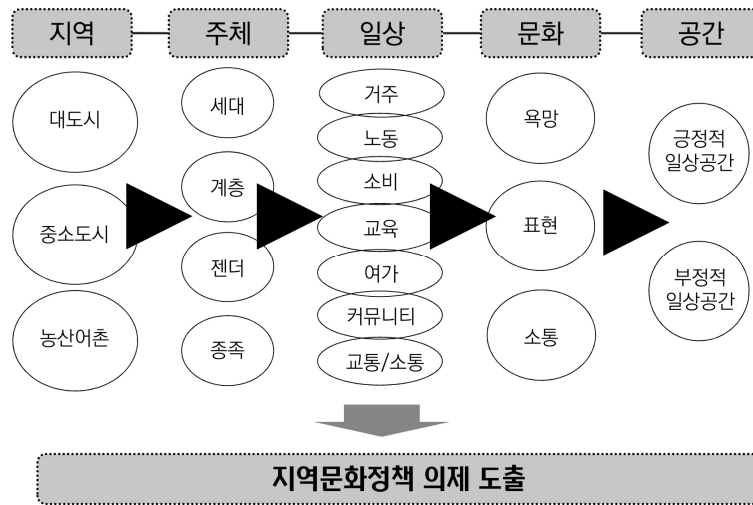 지역
주체
일상
문화
공간
대도시
중소도시
농산어촌
세대
계층
젠더
종족
거주
노동
소비
교육
여가
커뮤니티
교통/소통
욕망
표현
소통
긍정적
일상공간
부정적
일상공간
지역문화정책 의제 도출